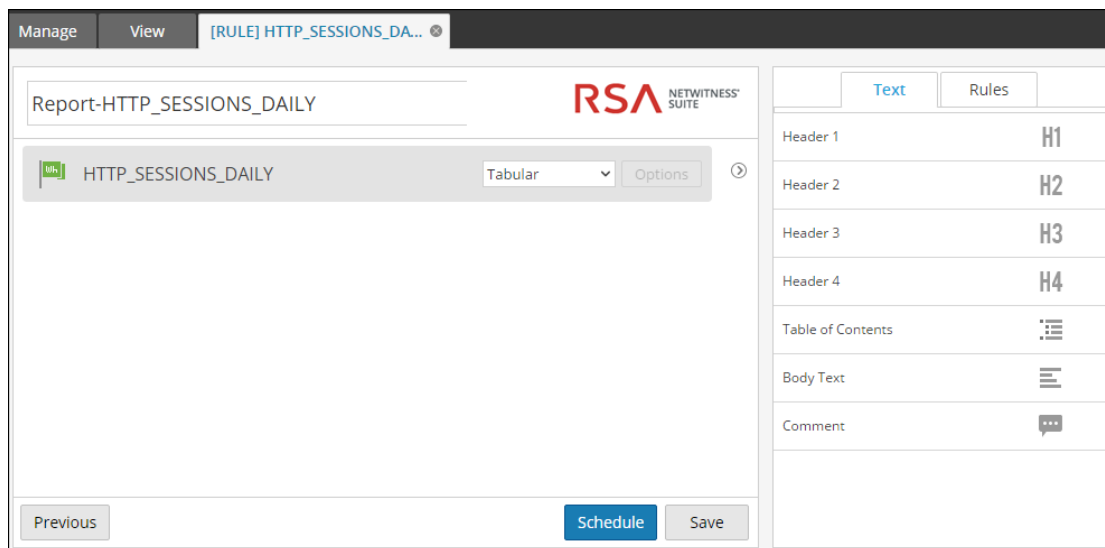 Manage View [RULE] HTTP_SESSIONS_DA...
Report-HTTP_SESSIONS_DAILY
RSA NETWITNESS® SUITE
HTTP_SESSIONS_DAILY Tabular Options
Previous Schedule Save
Text Rules
Header 1 H1
Header 2 H2
Header 3 H3
Header 4 H4
Table of Contents
Body Text
Comment